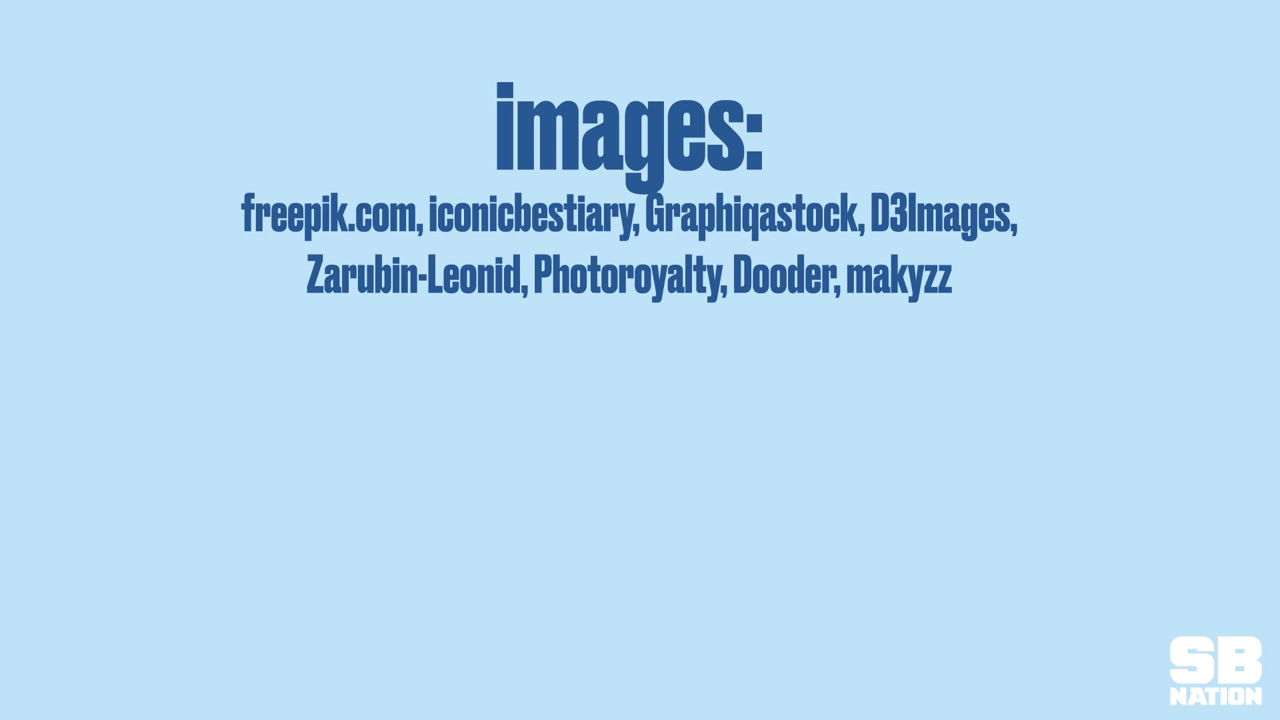 images:
freepik.com, iconicbestiary, Graphiqastock, D3Images,
Zarubin-Leonid, Photoroyalty, Dooder, makyzz
SB
NATION